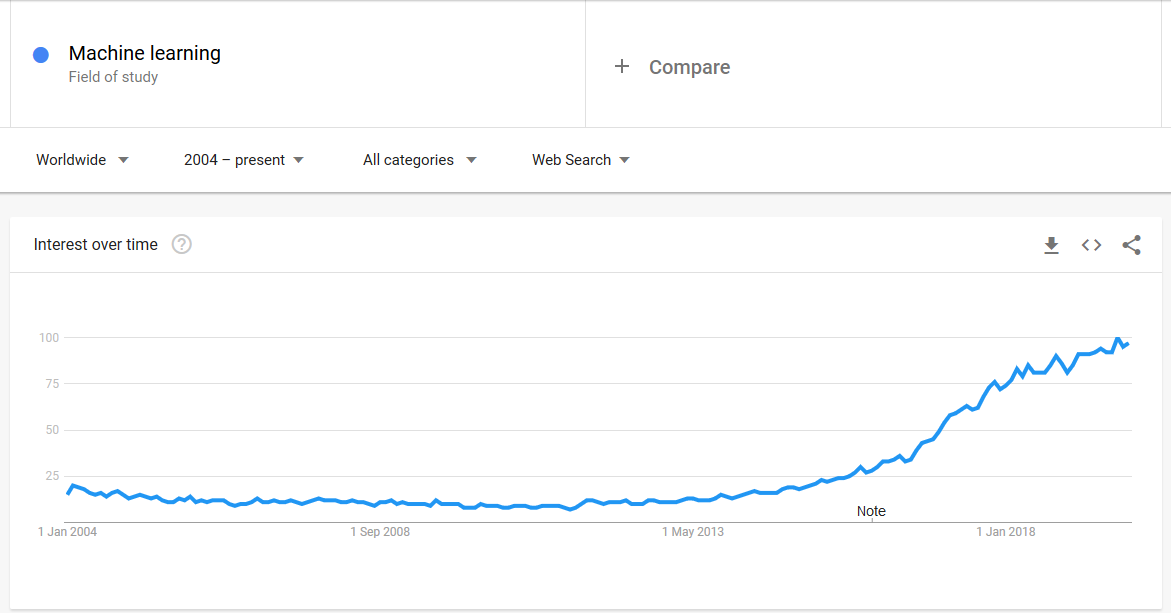 Machine learning
Field of study
+ Compare
Worldwide
2004 – present
All categories
Web Search
Interest over time ?
100
75
50
25
Note
1 Jan 2004
1 Sep 2008
1 May 2013
1 Jan 2018